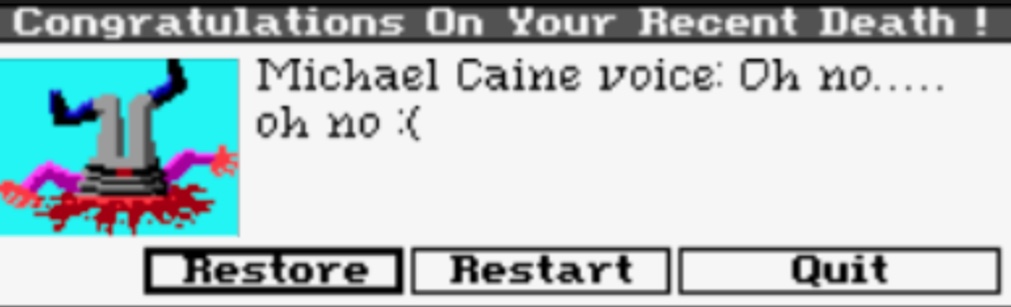 Congratulations On Your Recent Death !
Michael Caine voice: Oh no.....
oh no :(
Restore
Restart
Quit